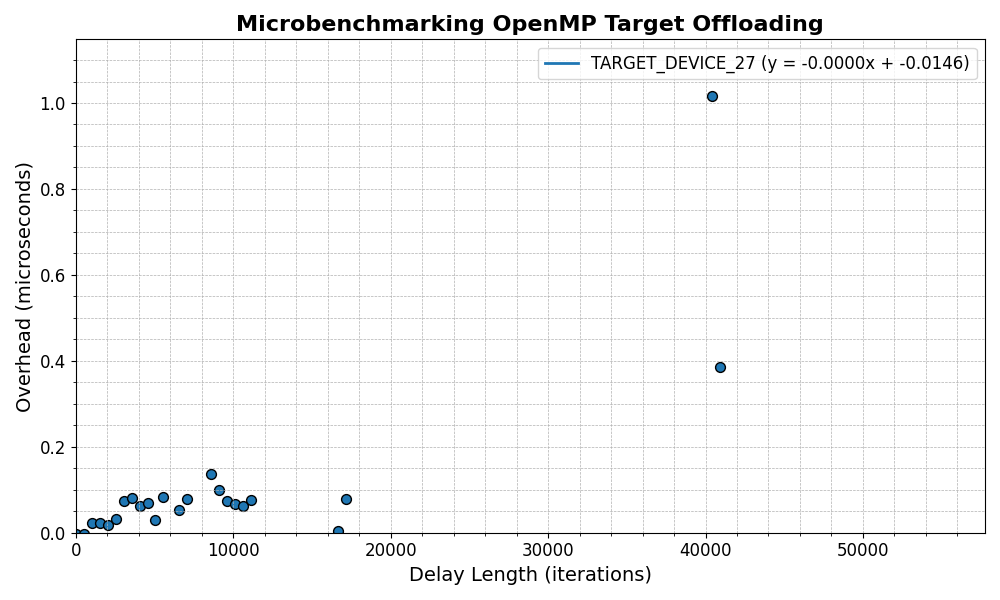 Microbenchmarking OpenMP Target Offloading
TARGET_DEVICE_27 (y = -0.0000x + -0.0146)
Overhead (microseconds)
1.0
0.8
0.6
0.4
0.2
0.0
0 10000 20000 30000 40000 50000
Delay Length (iterations)